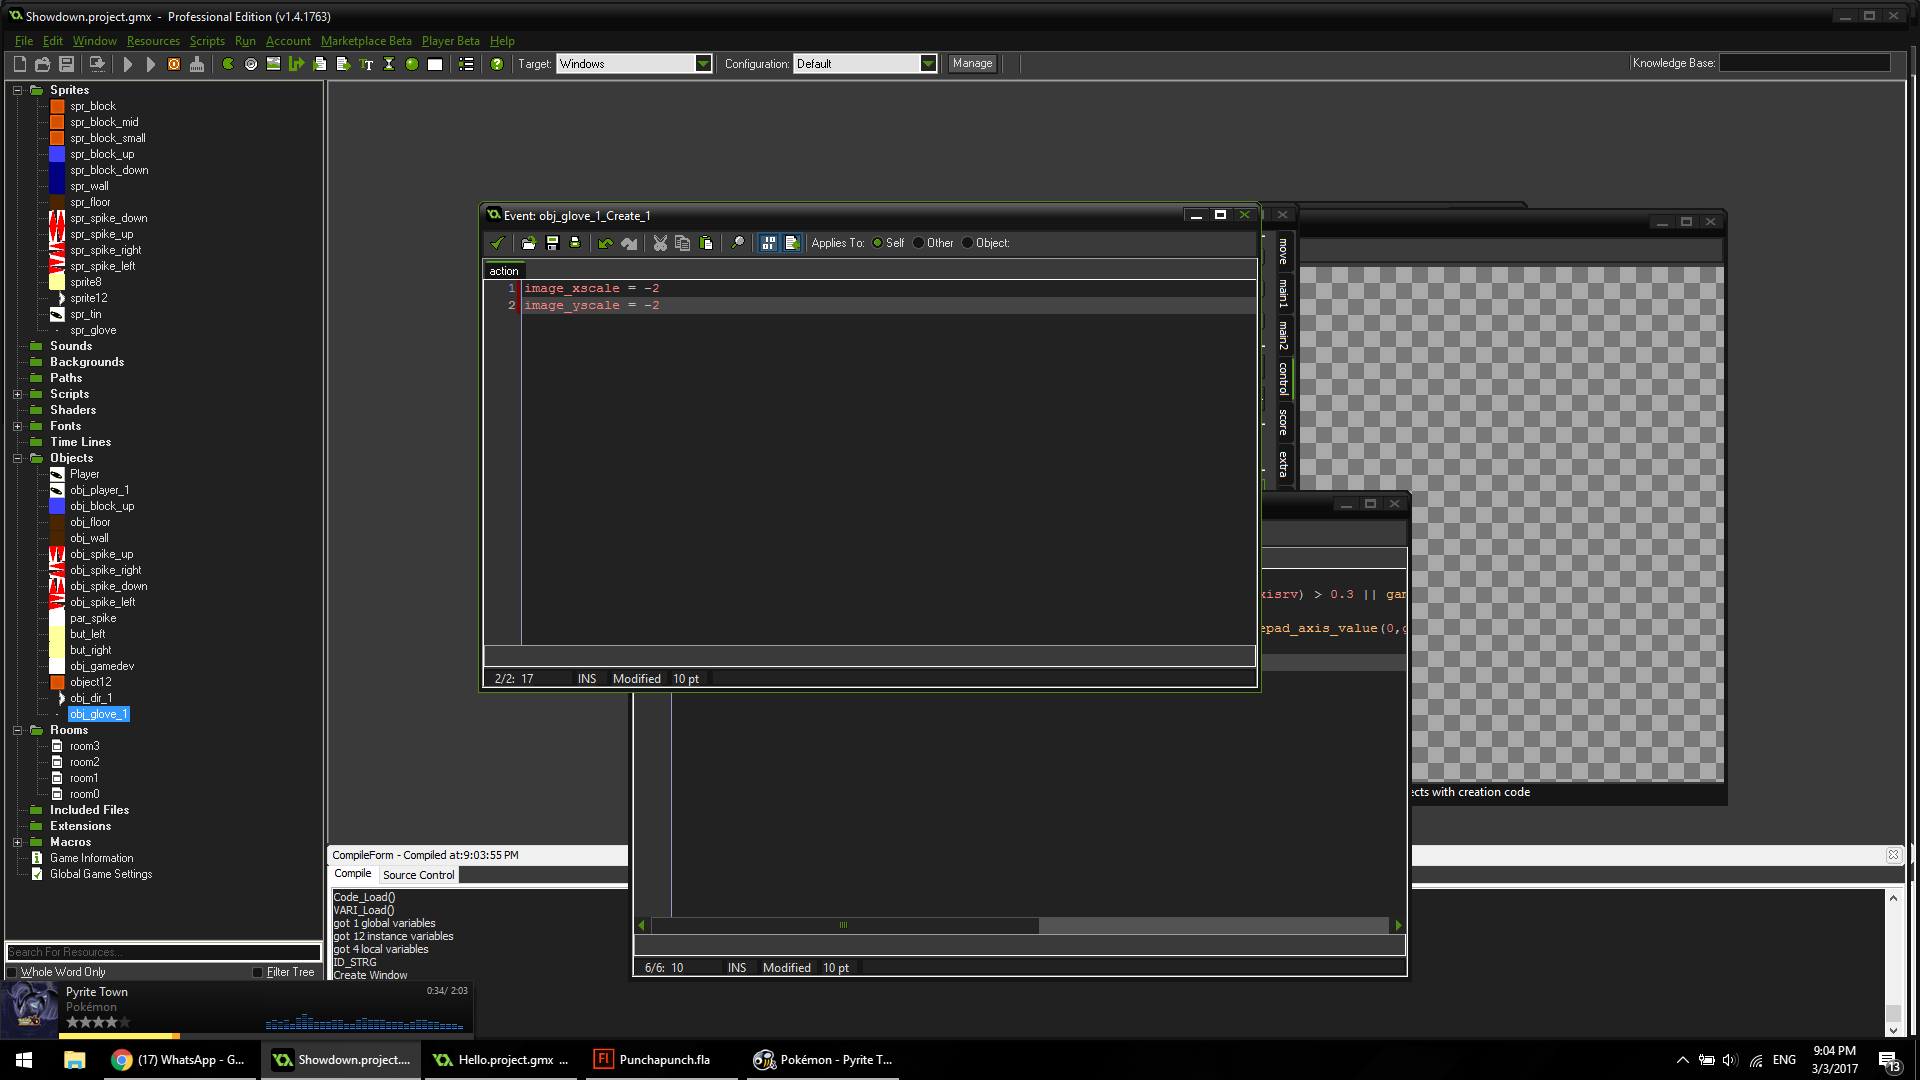 Showdown.project.gmx - Professional Edition (v1.4.1763)
File Edit Window Resources Scripts Run Account Marketplace Beta Player Beta Help
Target: Windows Configuration: Default Manage Knowledge Base:
Sprites
spr_block
spr_block_mid
spr_block_small
spr_block_up
spr_block_down
spr_wall
spr_floor
spr_spike_down
spr_spike_up
spr_spike_right
spr_spike_left
sprite8
sprite12
spr_tin
spr_glove
Sounds
Backgrounds
Paths
Scripts
Shaders
Fonts
Time Lines
Objects
Player
obj_player_1
obj_block_up
obj_floor
obj_wall
obj_spike_up
obj_spike_right
obj_spike_down
obj_spike_left
par_spike
but_left
but_right
obj_gamedev
object12
obj_dir_1
obj_glove_1
Rooms
room3
room2
room1
room0
Included Files
Extensions
Macros
Game Information
Global Game Settings
Search For Resources...
Whole Word Only Filter Tree
Event: obj_glove_1_Create_1
Applies To: Self Other Object:
action
1 image_xscale = -2
2 image_yscale = -2
2/2: 17 INS Modified 10 pt
move
main1
main2
control
score
extra
xisrv) > 0.3 || gam
epad_axis_value(0,g
6/6: 10 INS Modified 10 pt
ects with creation code
CompileForm - Compiled at:9:03:55 PM
Compile Source Control
Code_Load()
VARI_Load()
got 1 global variables
got 12 instance variables
got 4 local variables
ID_STRG
Create Window
Pyrite Town 0:34/ 2:03
Pokémon
(17) WhatsApp - G...
Showdown.project....
Hello.project.gmx ...
Punchapunch.fla
Pokémon - Pyrite T...
ENG
9:04 PM
3/3/2017
13